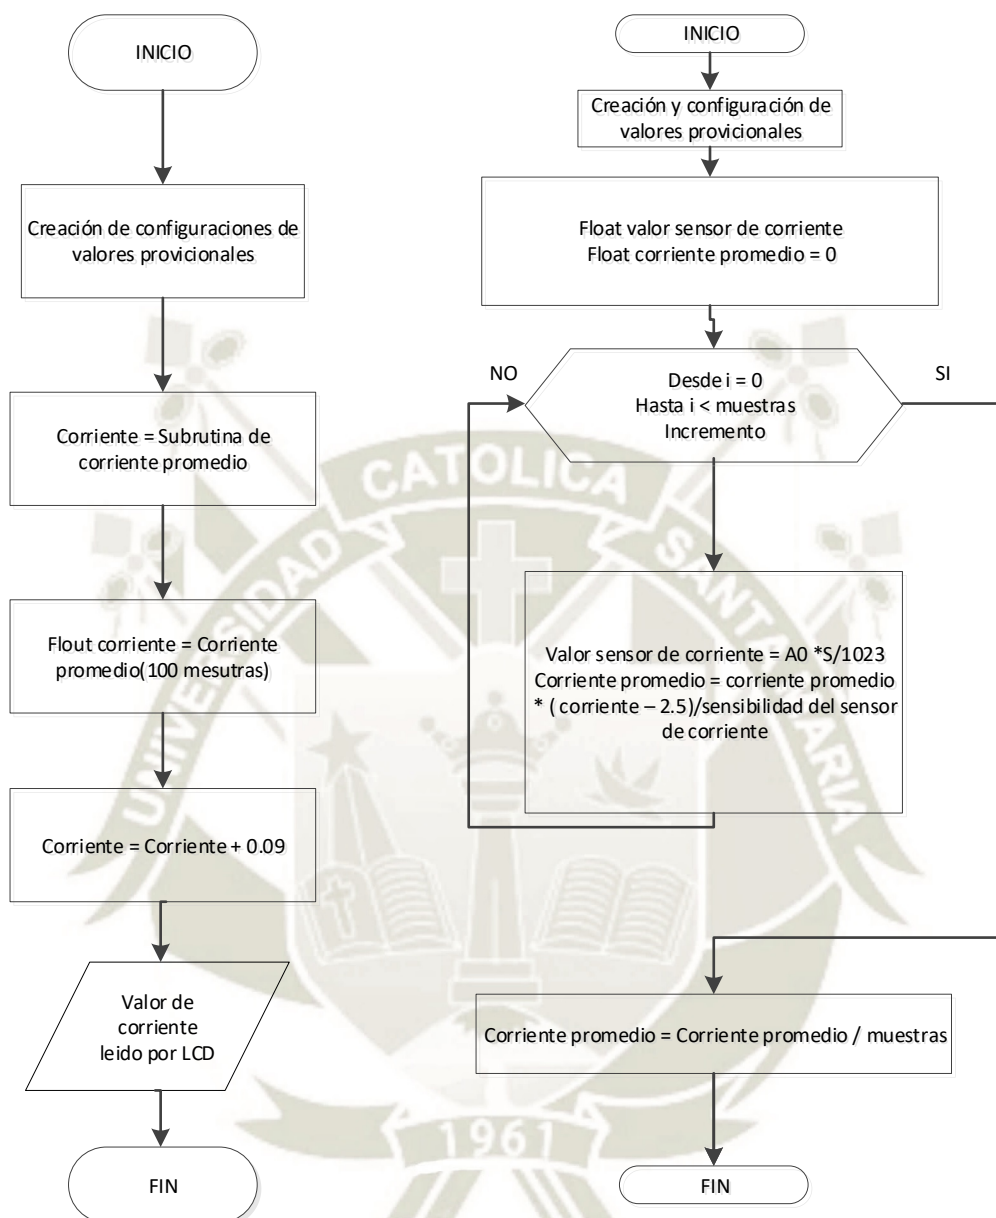 INICIO
Creación de configuraciones de
valores provicionales
Corriente = Subrutina de
corriente promedio
Flout corriente = Corriente
promedio(100 mesutras)
Corriente = Corriente + 0.09
Valor de
corriente
leido por LCD
FIN
INICIO
Creación y configuración de
valores provicionales
Float valor sensor de corriente
Float corriente promedio = 0
NO
Desde i = 0
Hasta i < muestras
Incremento
SI
Valor sensor de corriente = A0 *S/1023
Corriente promedio = corriente promedio
* ( corriente – 2.5)/sensibilidad del sensor
de corriente
Corriente promedio = Corriente promedio / muestras
FIN
UNIVERSIDAD CATOLICA SANTA MARIA
1961